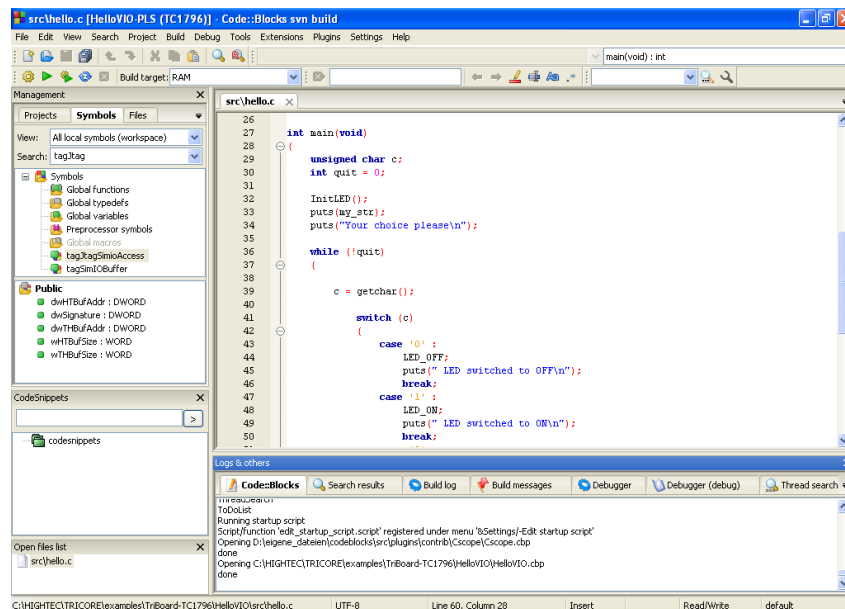 src\hello.c [HelloVIO-PLS (TC1796)] - Code::Blocks svn build
File Edit View Search Project Build Debug Tools Extensions Plugins Settings Help
main(void) : int
Build target: RAM
Management
Projects Symbols Files
View: All local symbols (workspace)
Search: tagJtag
Symbols
Global functions
Global typedefs
Global variables
Preprocessor symbols
Global macros
tagJtagSimioAccess
tagSimIOBuffer
Public
dwHTBufAddr : DWORD
dwSignature : DWORD
dwTHBufAddr : DWORD
wHTBufSize : WORD
wTHBufSize : WORD
CodeSnippets
>
codesnippets
Open files list
src\hello.c
src\hello.c
26
27 int main(void)
28 {
29 unsigned char c;
30 int quit = 0;
31
32 InitLED();
33 puts(my_str);
34 puts("Your choice please\n");
35
36 while (!quit)
37 {
38
39 c = getchar();
40
41 switch (c)
42 {
43 case '0' :
44 LED_OFF;
45 puts(" LED switched to OFF\n");
46 break;
47 case '1' :
48 LED_ON;
49 puts(" LED switched to ON\n");
50 break;
Logs & others
Code::Blocks Search results Build log Build messages Debugger Debugger (debug) Thread search
ThreadSearch
ToDoList
Running startup script
Script/function 'edit_startup_script.script' registered under menu '&Settings/-Edit startup script'
Opening D:\eigene_dateien\codeblocks\src\plugins\contrib\Cscope\Cscope.cbp
done
Opening C:\HIGHTEC\TRICORE\examples\TriBoard-TC1796\HelloVIO\HelloVIO.cbp
done
C:\HIGHTEC\TRICORE\examples\TriBoard-TC1796\HelloVIO\src\hello.c UTF-8 Line 60, Column 28 Insert Read/Write default